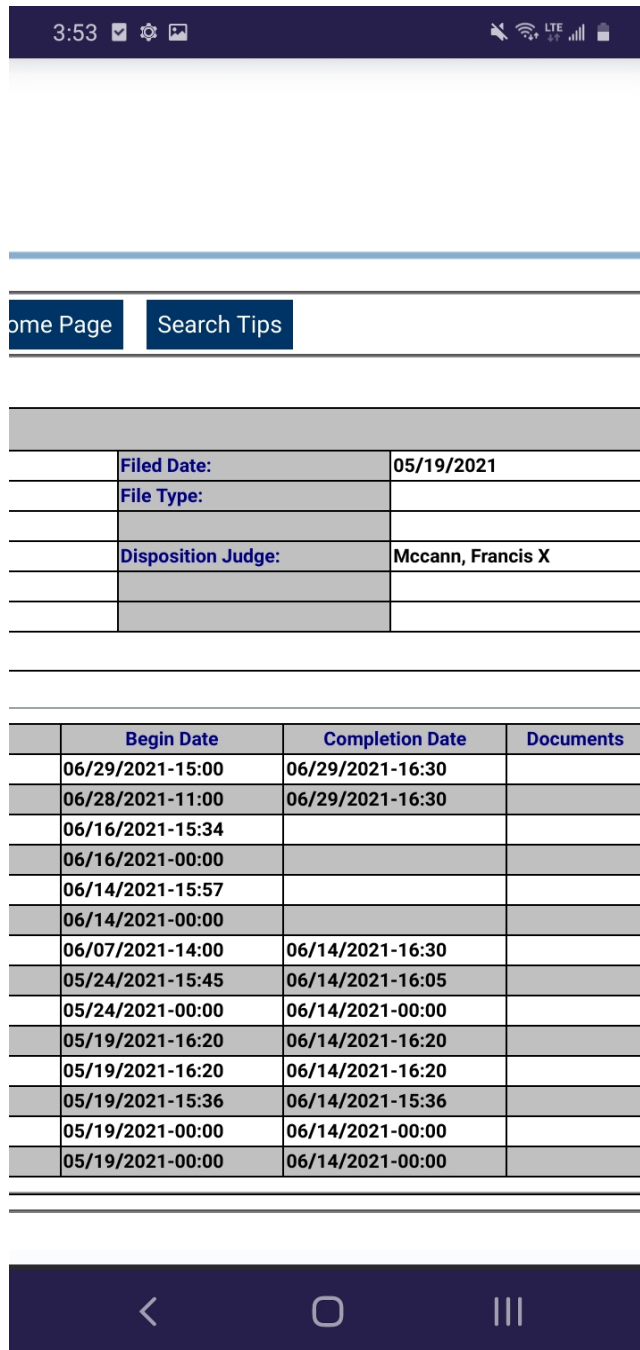 3:53 LTE
ome Page Search Tips
Filed Date: 05/19/2021
File Type:
Disposition Judge: Mccann, Francis X
Begin Date Completion Date Documents
06/29/2021-15:00 06/29/2021-16:30
06/28/2021-11:00 06/29/2021-16:30
06/16/2021-15:34
06/16/2021-00:00
06/14/2021-15:57
06/14/2021-00:00
06/07/2021-14:00 06/14/2021-16:30
05/24/2021-15:45 06/14/2021-16:05
05/24/2021-00:00 06/14/2021-00:00
05/19/2021-16:20 06/14/2021-16:20
05/19/2021-16:20 06/14/2021-16:20
05/19/2021-15:36 06/14/2021-15:36
05/19/2021-00:00 06/14/2021-00:00
05/19/2021-00:00 06/14/2021-00:00